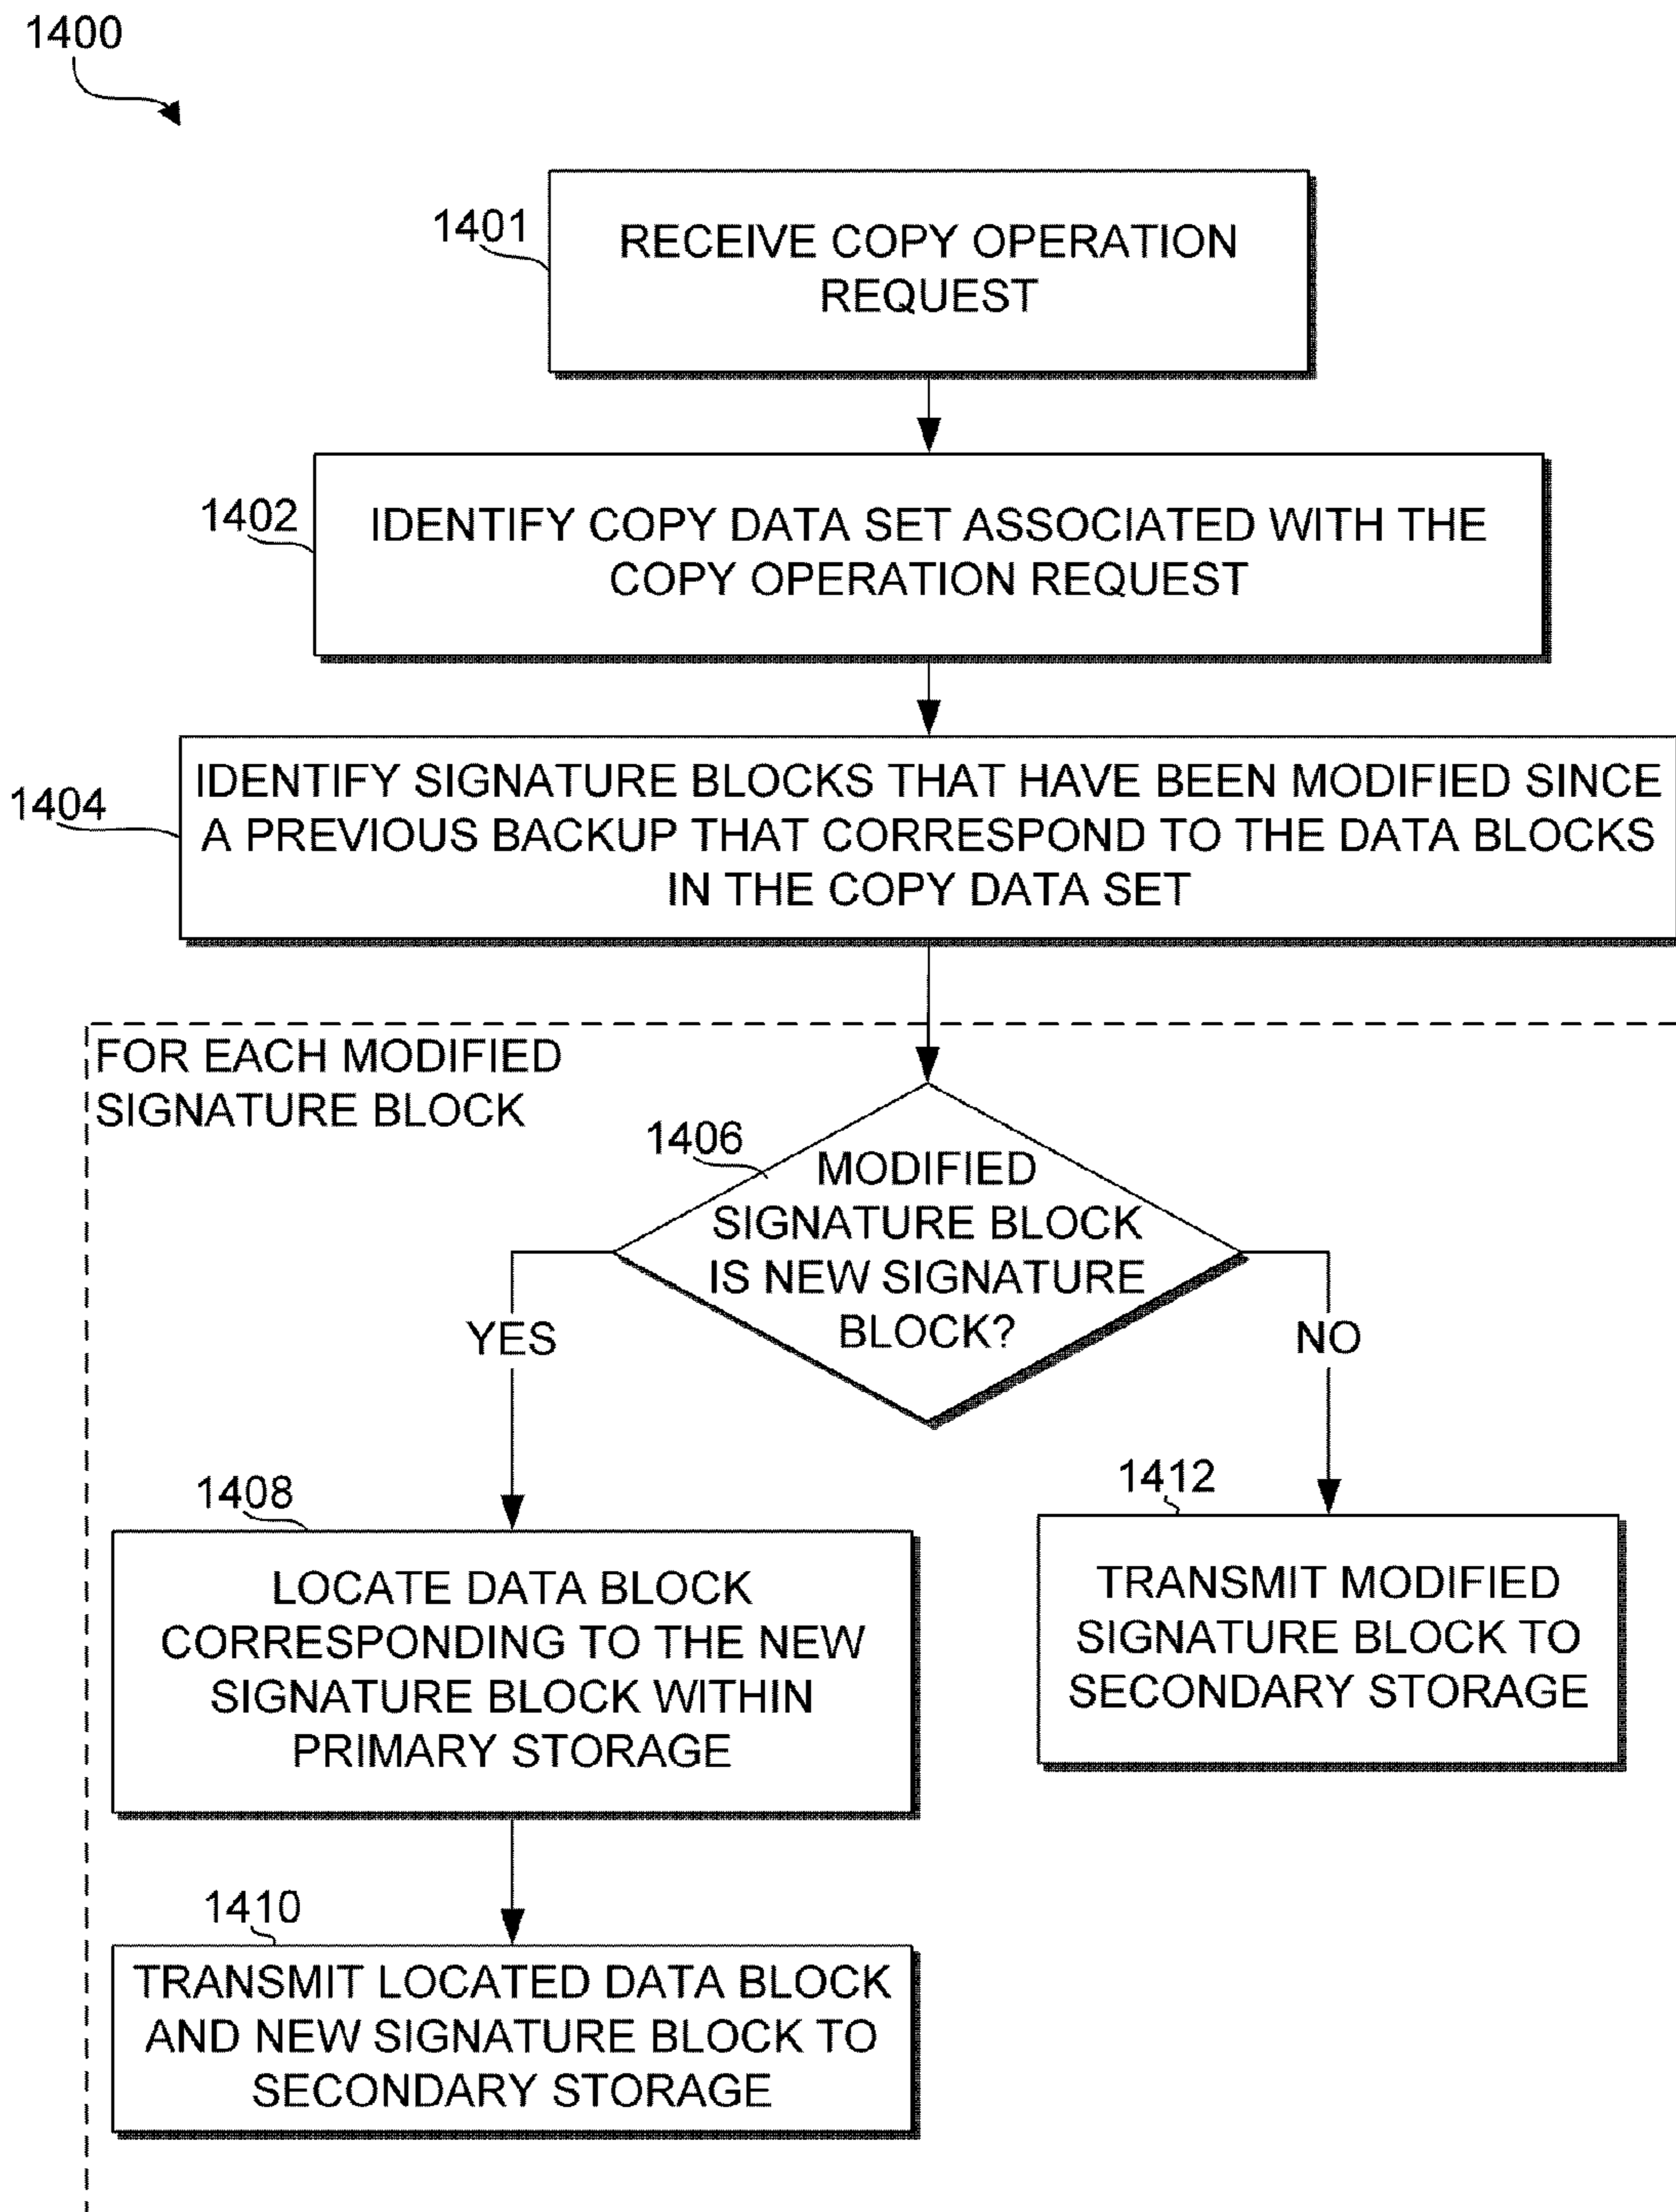 1400
1401
RECEIVE COPY OPERATION
REQUEST
1402
IDENTIFY COPY DATA SET ASSOCIATED WITH THE
COPY OPERATION REQUEST
1404
IDENTIFY SIGNATURE BLOCKS THAT HAVE BEEN MODIFIED SINCE
A PREVIOUS BACKUP THAT CORRESPOND TO THE DATA BLOCKS
IN THE COPY DATA SET
FOR EACH MODIFIED
SIGNATURE BLOCK
1406
MODIFIED
SIGNATURE BLOCK
IS NEW SIGNATURE
BLOCK?
YES
NO
1408
LOCATE DATA BLOCK
CORRESPONDING TO THE NEW
SIGNATURE BLOCK WITHIN
PRIMARY STORAGE
1412
TRANSMIT MODIFIED
SIGNATURE BLOCK TO
SECONDARY STORAGE
1410
TRANSMIT LOCATED DATA BLOCK
AND NEW SIGNATURE BLOCK TO
SECONDARY STORAGE